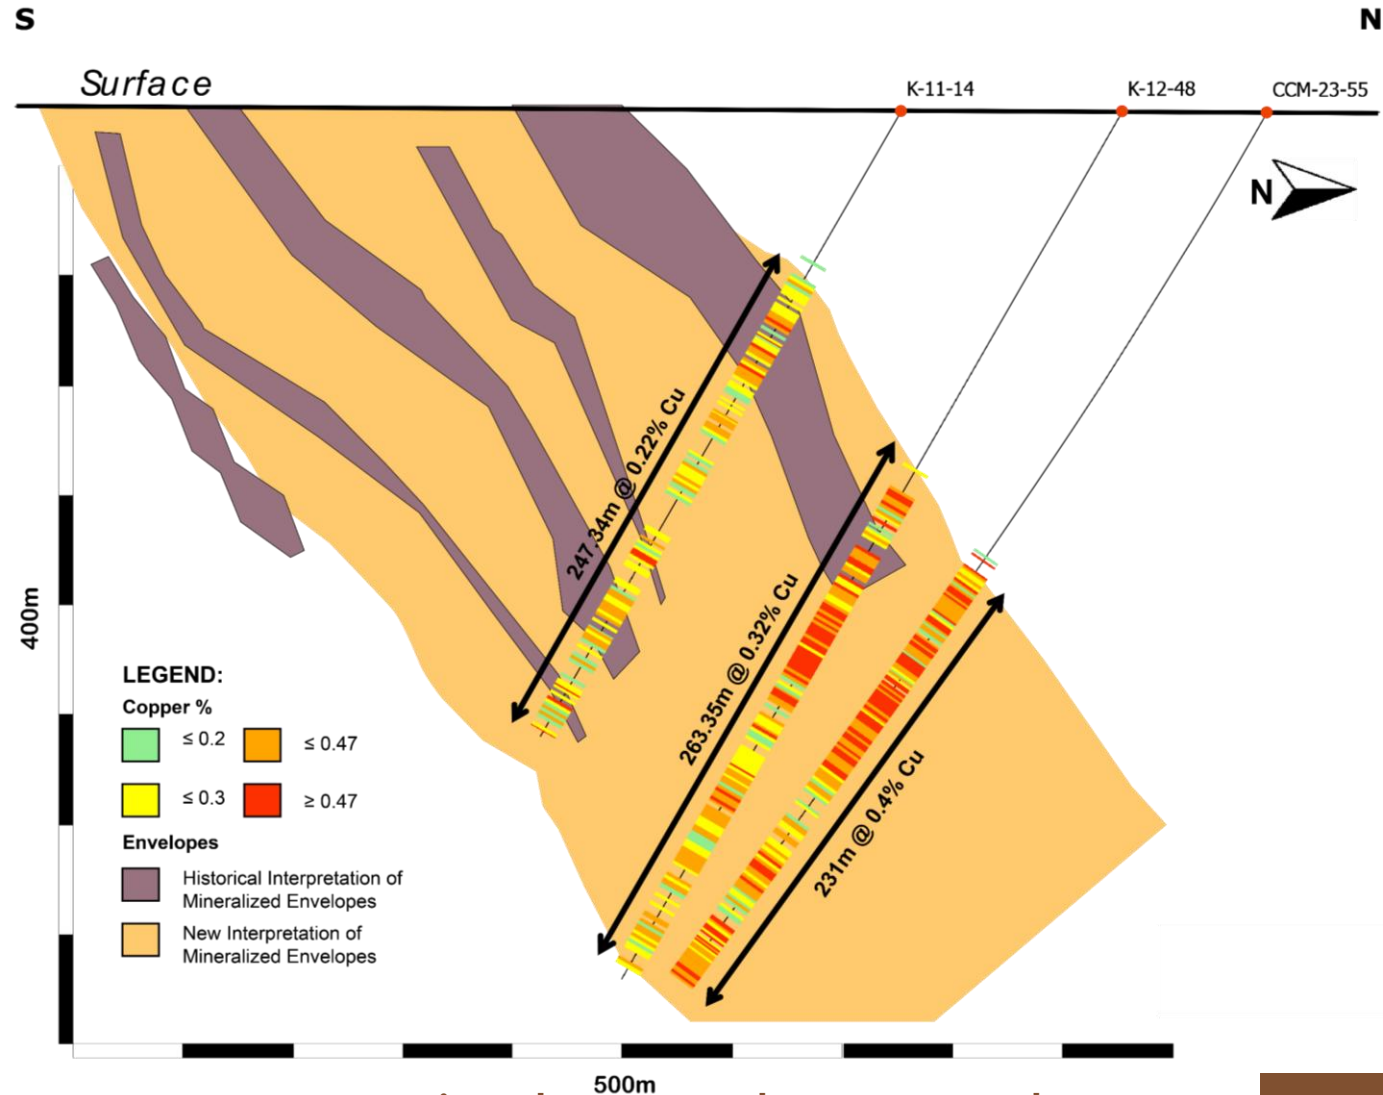 S
N
Surface
K-11-14
K-12-48
CCM-23-55
N
247.34m @ 0.22% Cu
263.35m @ 0.32% Cu
231m @ 0.4% Cu
400m
LEGEND:
Copper %
≤ 0.2
≤ 0.47
≤ 0.3
≥ 0.47
Envelopes
Historical Interpretation of
Mineralized Envelopes
New Interpretation of
Mineralized Envelopes
500m